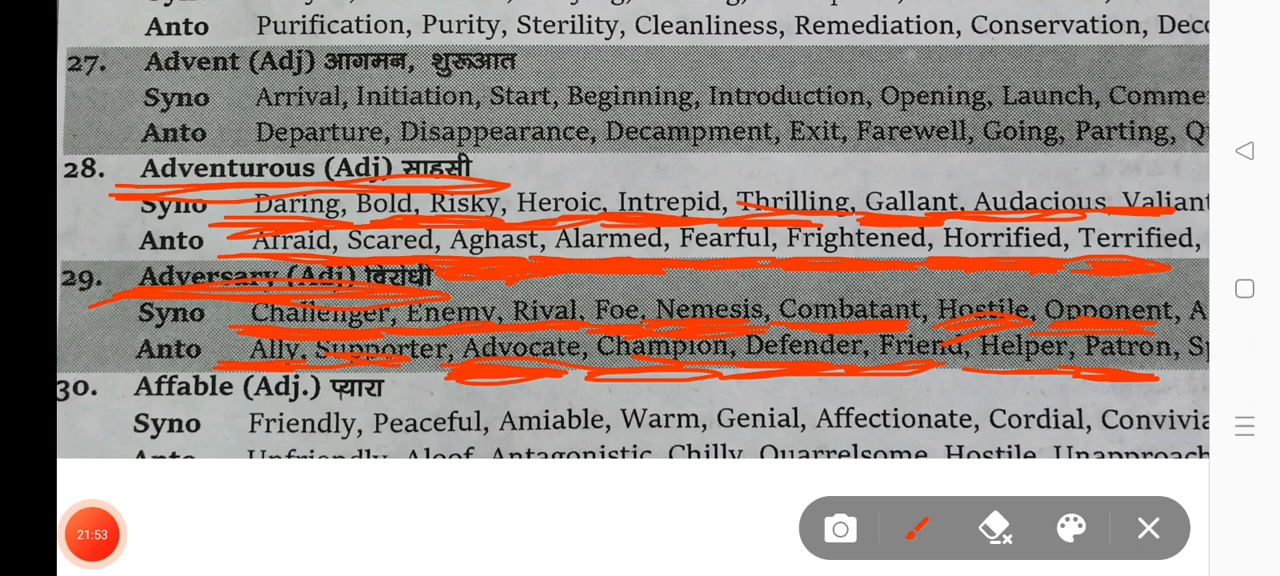 Anto Purification, Purity, Sterility, Cleanliness, Remediation, Conservation,
27. Advent (Adj) आगमन, शुरूआत
Syno Arrival, Initiation, Start, Beginning, Introduction, Opening, Launch,
Anto Departure, Disappearance, Decampment, Exit, Farewell, Going, Parting,
28. Adventurous (Adj) साहसी
Syno Daring, Bold, Risky, Heroic, Intrepid, Thrilling, Gallant, Audacious, Valiant
Anto Afraid, Scared, Aghast, Alarmed, Fearful, Frightened, Horrified, Terrified,
29. Adversary (Adj) विरोधी
Syno Challenger, Enemy, Rival, Foe, Nemesis, Combatant, Hostile, Opponent,
Anto Ally, Supporter, Advocate, Champion, Defender, Friend, Helper, Patron,
30. Affable (Adj.) प्यारा
Syno Friendly, Peaceful, Amiable, Warm, Genial, Affectionate, Cordial,
Anto Unfriendly, Aloof, Antagonistic, Chilly, Quarrelsome, Hostile,
21:53